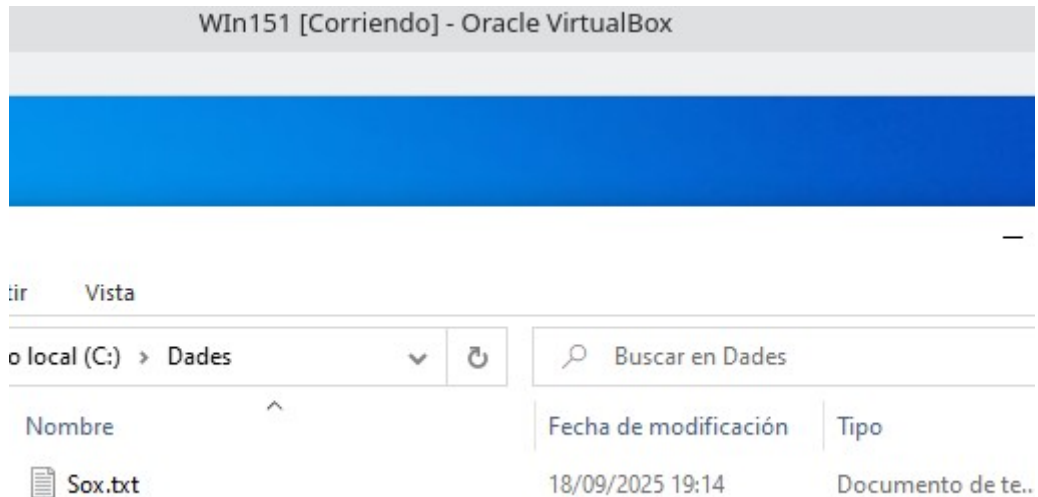 WIn151 [Corriendo] - Oracle VirtualBox
tir Vista
o local (C:) > Dades Buscar en Dades
Nombre Fecha de modificación Tipo
Sox.txt 18/09/2025 19:14 Documento de te..